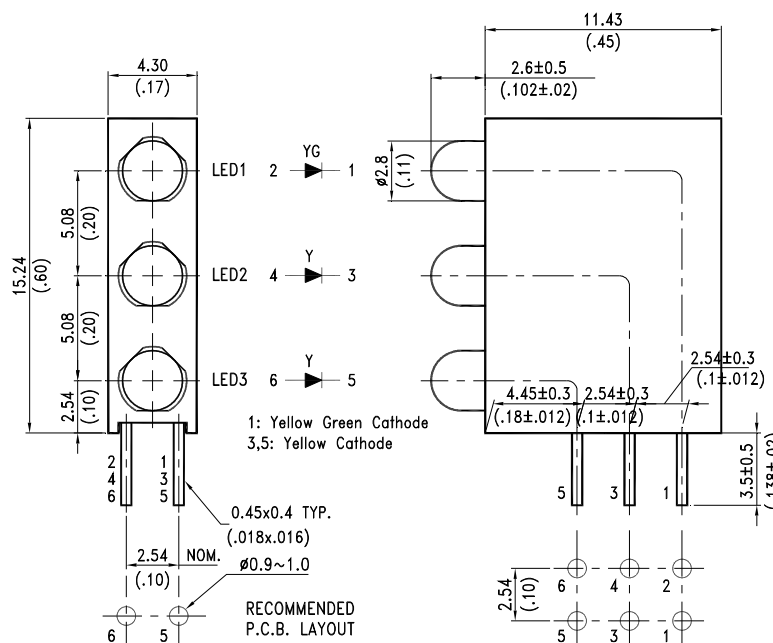 11.43
(.45)
4.30
(.17)
2.6±0.5
(.102±.02)
YG
LED1 2 1
ø2.8
(.11)
5.08
(.20)
15.24
(.60)
Y
LED2 4 3
5.08
(.20)
Y
LED3 6 5
2.54±0.3
(.1±.012)
2.54
(.10)
4.45±0.3
(.18±.012)
2.54±0.3
(.1±.012)
1: Yellow Green Cathode
3,5: Yellow Cathode
2 1
4 3
6 5
5 3 1
3.5±0.5
(.138±.02)
0.45x0.4 TYP.
(.018x.016)
2.54 NOM.
(.10)
ø0.9~1.0
6 4 2
2.54
(.10)
RECOMMENDED
P.C.B. LAYOUT
6 5
5 3 1